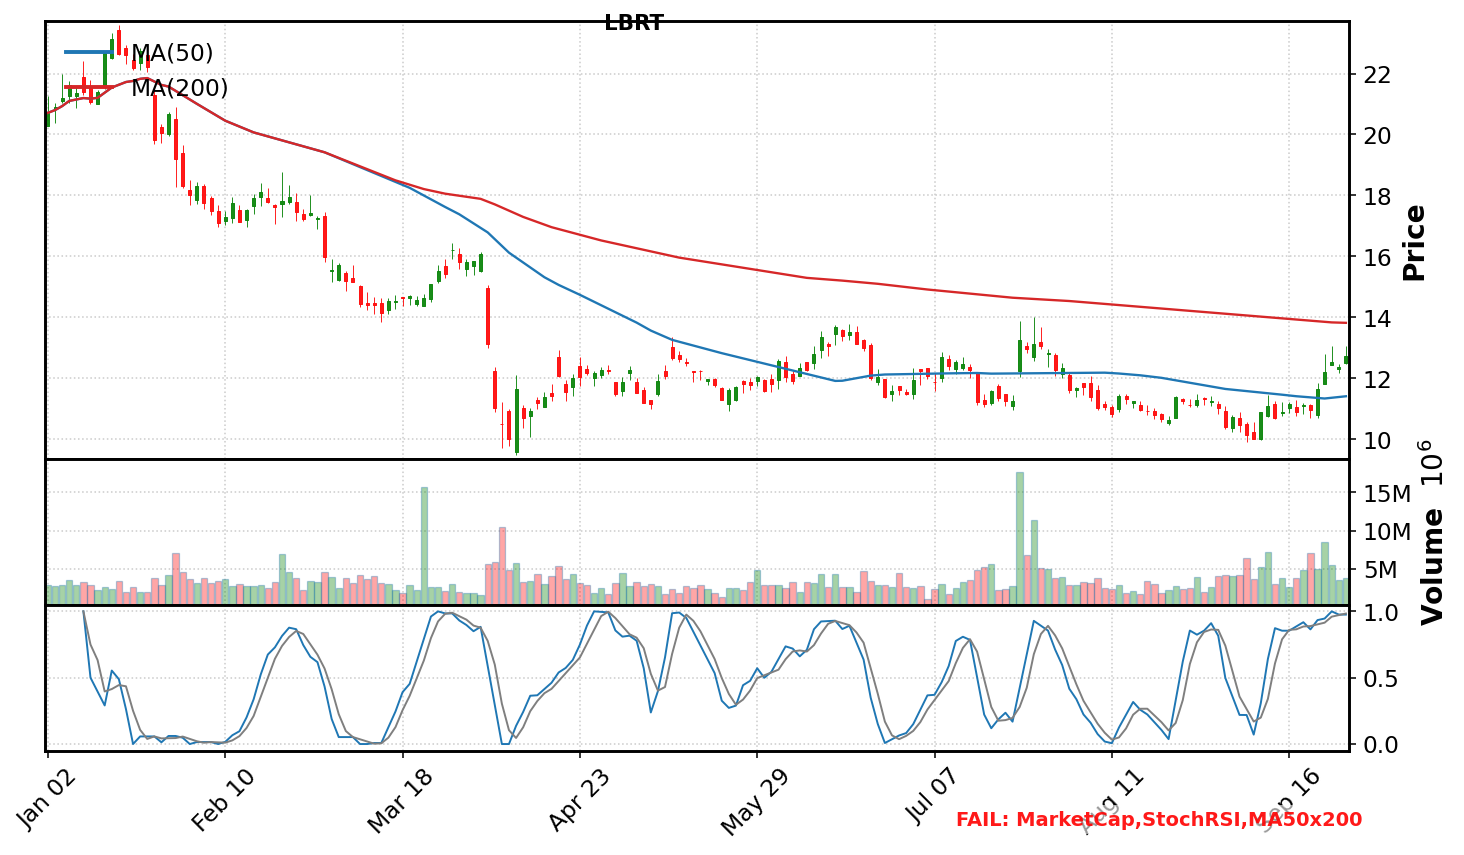 LBRT
MA(50)
MA(200)
22
20
18
16
14
12
10
Price
15M
10M
5M
Volume 10^6
1.0
0.5
0.0
Jan 02
Feb 10
Mar 18
Apr 23
May 29
Jul 07
Aug 11
Sep 16
FAIL: MarketCap,StochRSI,MA50x200